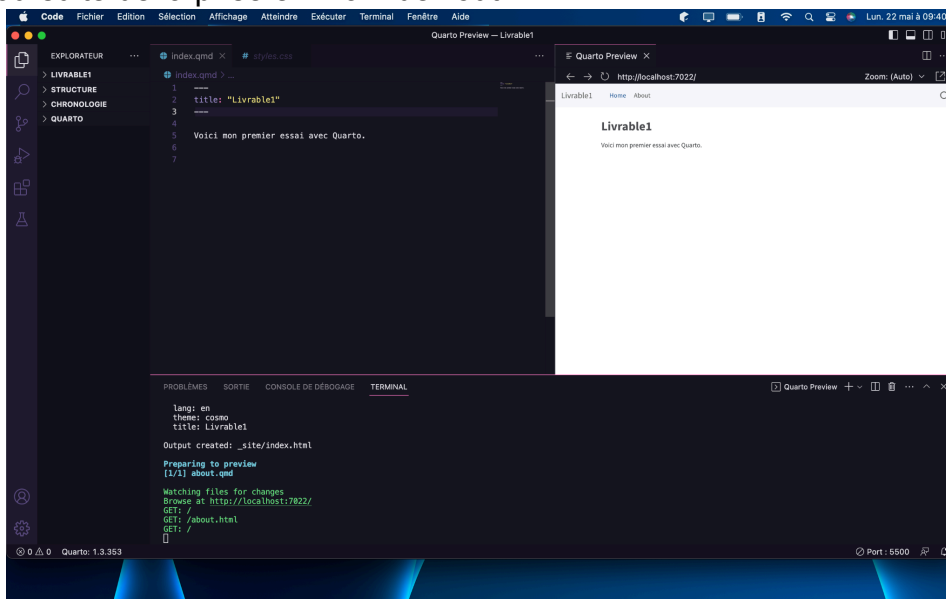 Code Fichier Edition Sélection Affichage Atteindre Exécuter Terminal Fenêtre Aide Lun. 22 mai à 09:40
Quarto Preview — Livrable1
EXPLORATEUR ···
LIVRABLE1
STRUCTURE
CHRONOLOGIE
QUARTO
index.qmd # styles.css ···
index.qmd > ...
1 ---
2 title: "Livrable1"
3 ---
4
5 Voici mon premier essai avec Quarto.
6
7
Quarto Preview
http://localhost:7022/ Zoom: (Auto)
Livrable1 Home About
Livrable1
Voici mon premier essai avec Quarto.
PROBLÈMES SORTIE CONSOLE DE DÉBOGAGE TERMINAL Quarto Preview
lang: en
theme: cosmo
title: Livrable1
Output created: _site/index.html
Preparing to preview
[1/1] about.qmd
Watching files for changes
Browse at http://localhost:7022/
GET: /
GET: /about.html
GET: /
0 0 Quarto: 1.3.353 Port : 5500